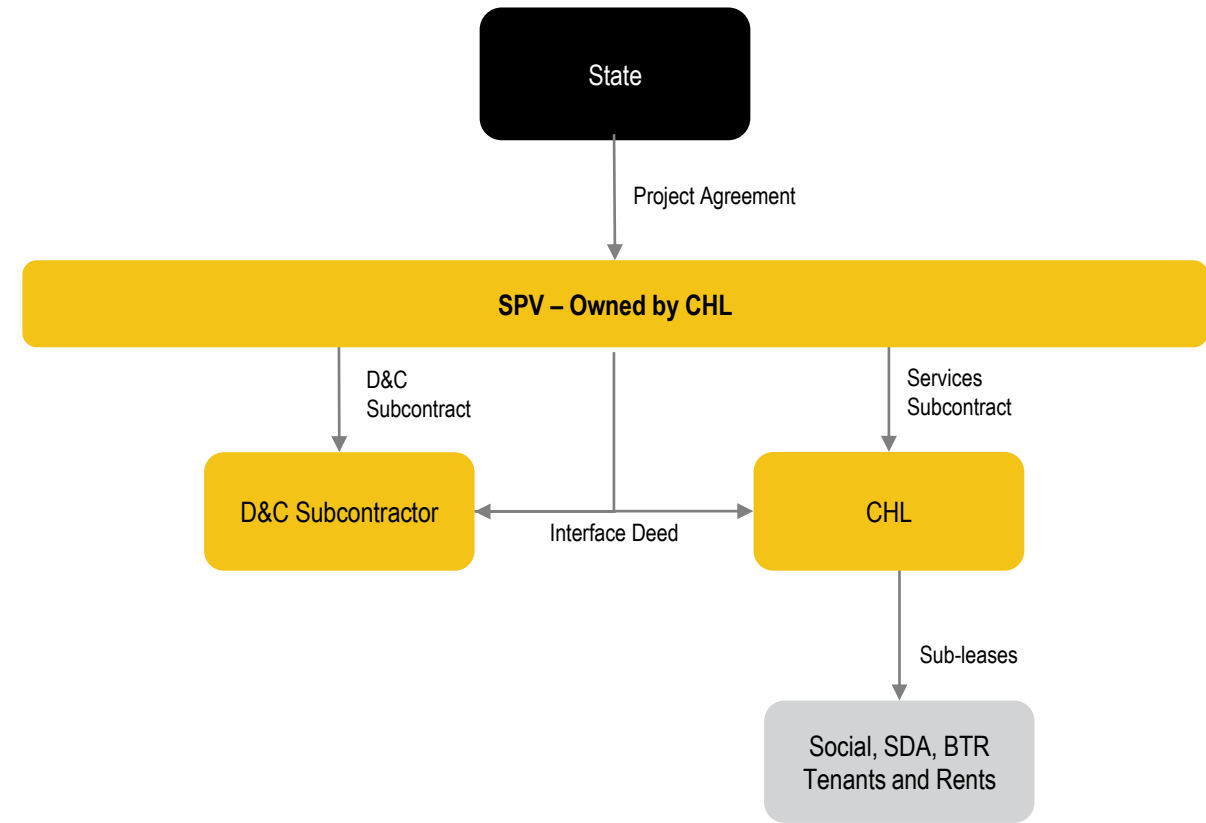 State
Project Agreement
SPV – Owned by CHL
D&C
Subcontract
Services
Subcontract
D&C Subcontractor
Interface Deed
CHL
Sub-leases
Social, SDA, BTR
Tenants and Rents